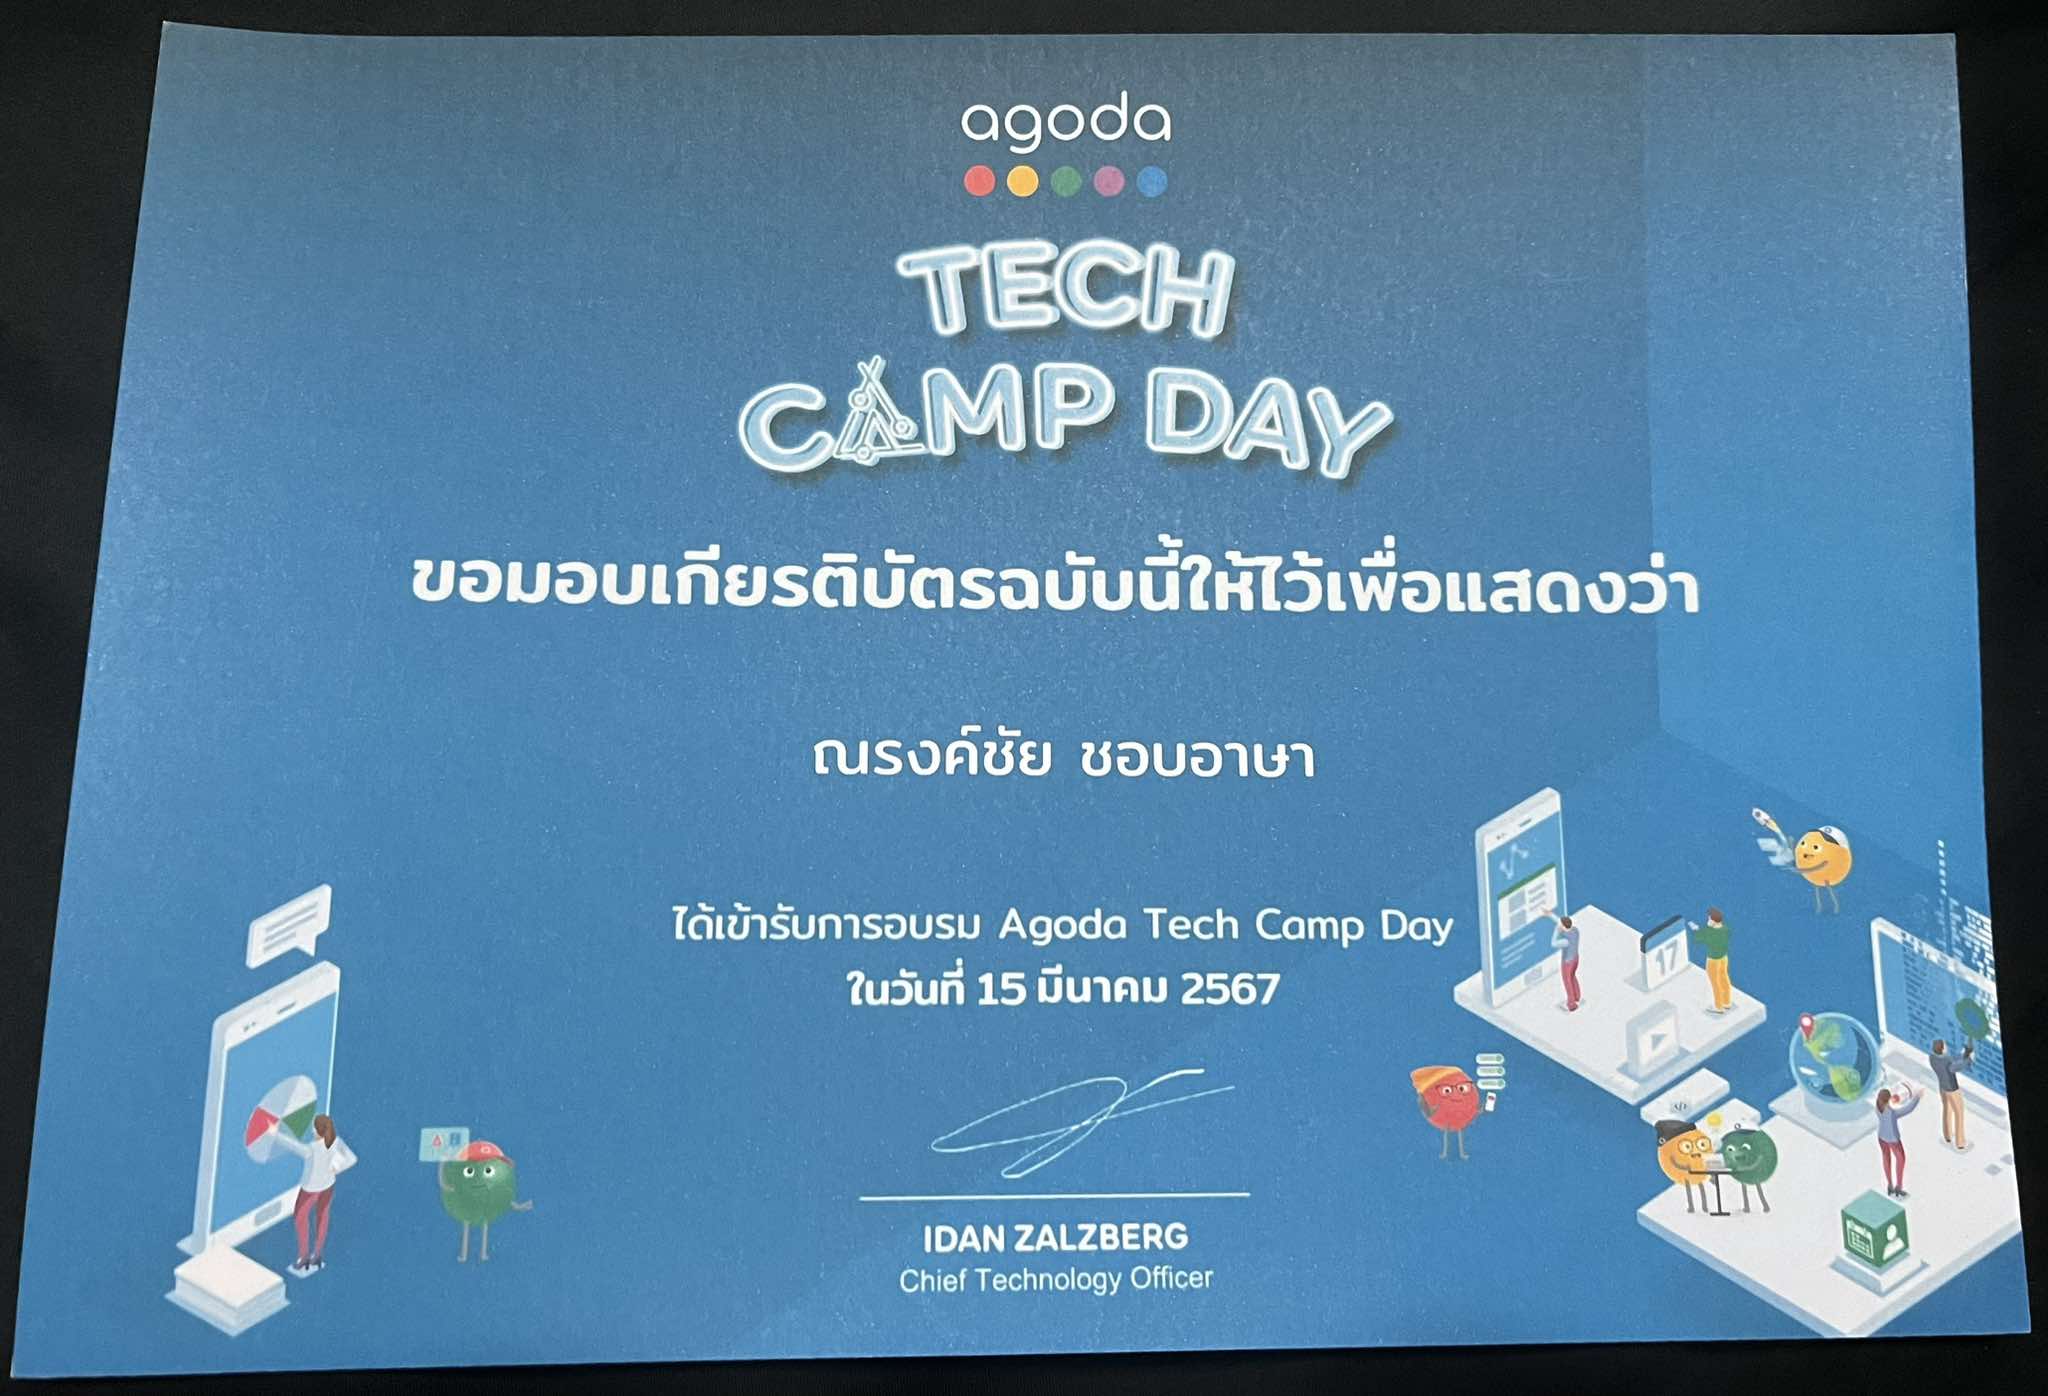 agoda
TECH
CAMP DAY
ขอมอบเกียรติบัตรฉบับนี้ให้ไว้เพื่อแสดงว่า
ณรงค์ชัย ชอบอาษา
ได้เข้ารับการอบรม Agoda Tech Camp Day
ในวันที่ 15 มีนาคม 2567
17
IDAN ZALZBERG
Chief Technology Officer